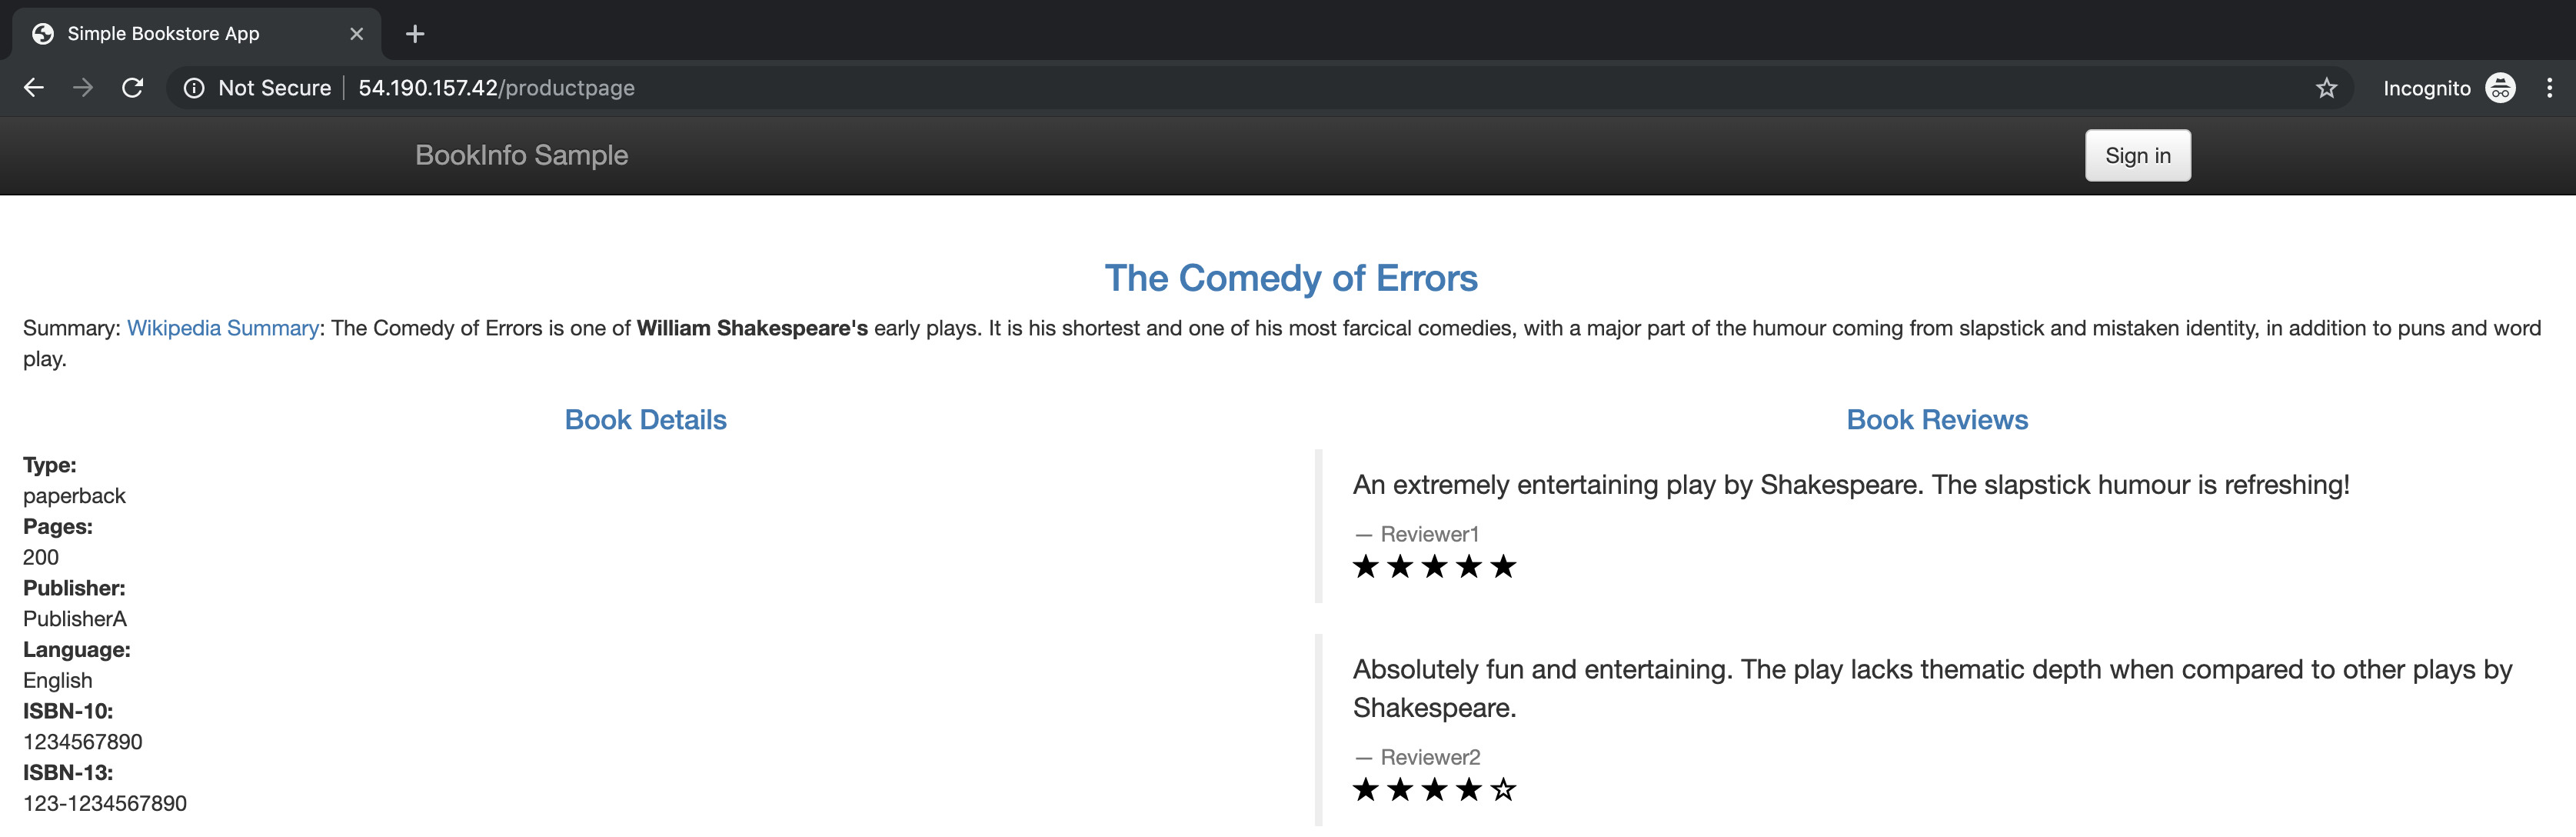 Simple Bookstore App
Not Secure 54.190.157.42/productpage Incognito
BookInfo Sample Sign in
The Comedy of Errors
Summary: Wikipedia Summary: The Comedy of Errors is one of William Shakespeare's early plays. It is his shortest and one of his most farcical comedies, with a major part of the humour coming from slapstick and mistaken identity, in addition to puns and word
play.
Book Details
Type:
paperback
Pages:
200
Publisher:
PublisherA
Language:
English
ISBN-10:
1234567890
ISBN-13:
123-1234567890
Book Reviews
An extremely entertaining play by Shakespeare. The slapstick humour is refreshing!
— Reviewer1
★★★★★
Absolutely fun and entertaining. The play lacks thematic depth when compared to other plays by
Shakespeare.
— Reviewer2
★★★★☆